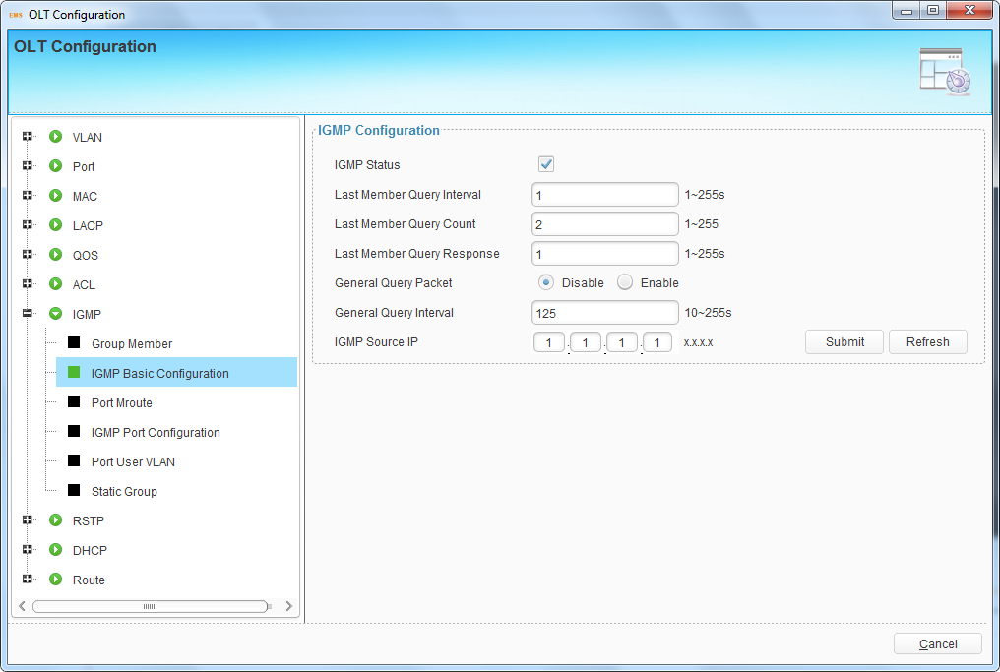 EMS OLT Configuration
OLT Configuration
VLAN
Port
MAC
LACP
QOS
ACL
IGMP
Group Member
IGMP Basic Configuration
Port Mroute
IGMP Port Configuration
Port User VLAN
Static Group
RSTP
DHCP
Route
IGMP Configuration
IGMP Status
Last Member Query Interval 1 1~255s
Last Member Query Count 2 1~255
Last Member Query Response 1 1~255s
General Query Packet Disable Enable
General Query Interval 125 10~255s
IGMP Source IP 1 . 1 . 1 . 1 x.x.x.x Submit Refresh
Cancel